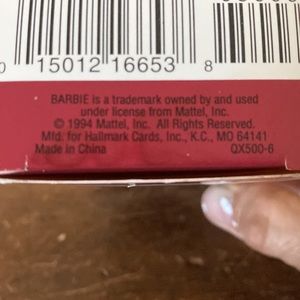 0 15012 16653 8
BARBIE is a trademark owned by and used
under license from Mattel, Inc.
© 1994 Mattel, Inc. All Rights Reserved.
Mfd. for Hallmark Cards, Inc., K.C., MO 64141
Made in China QX500-6